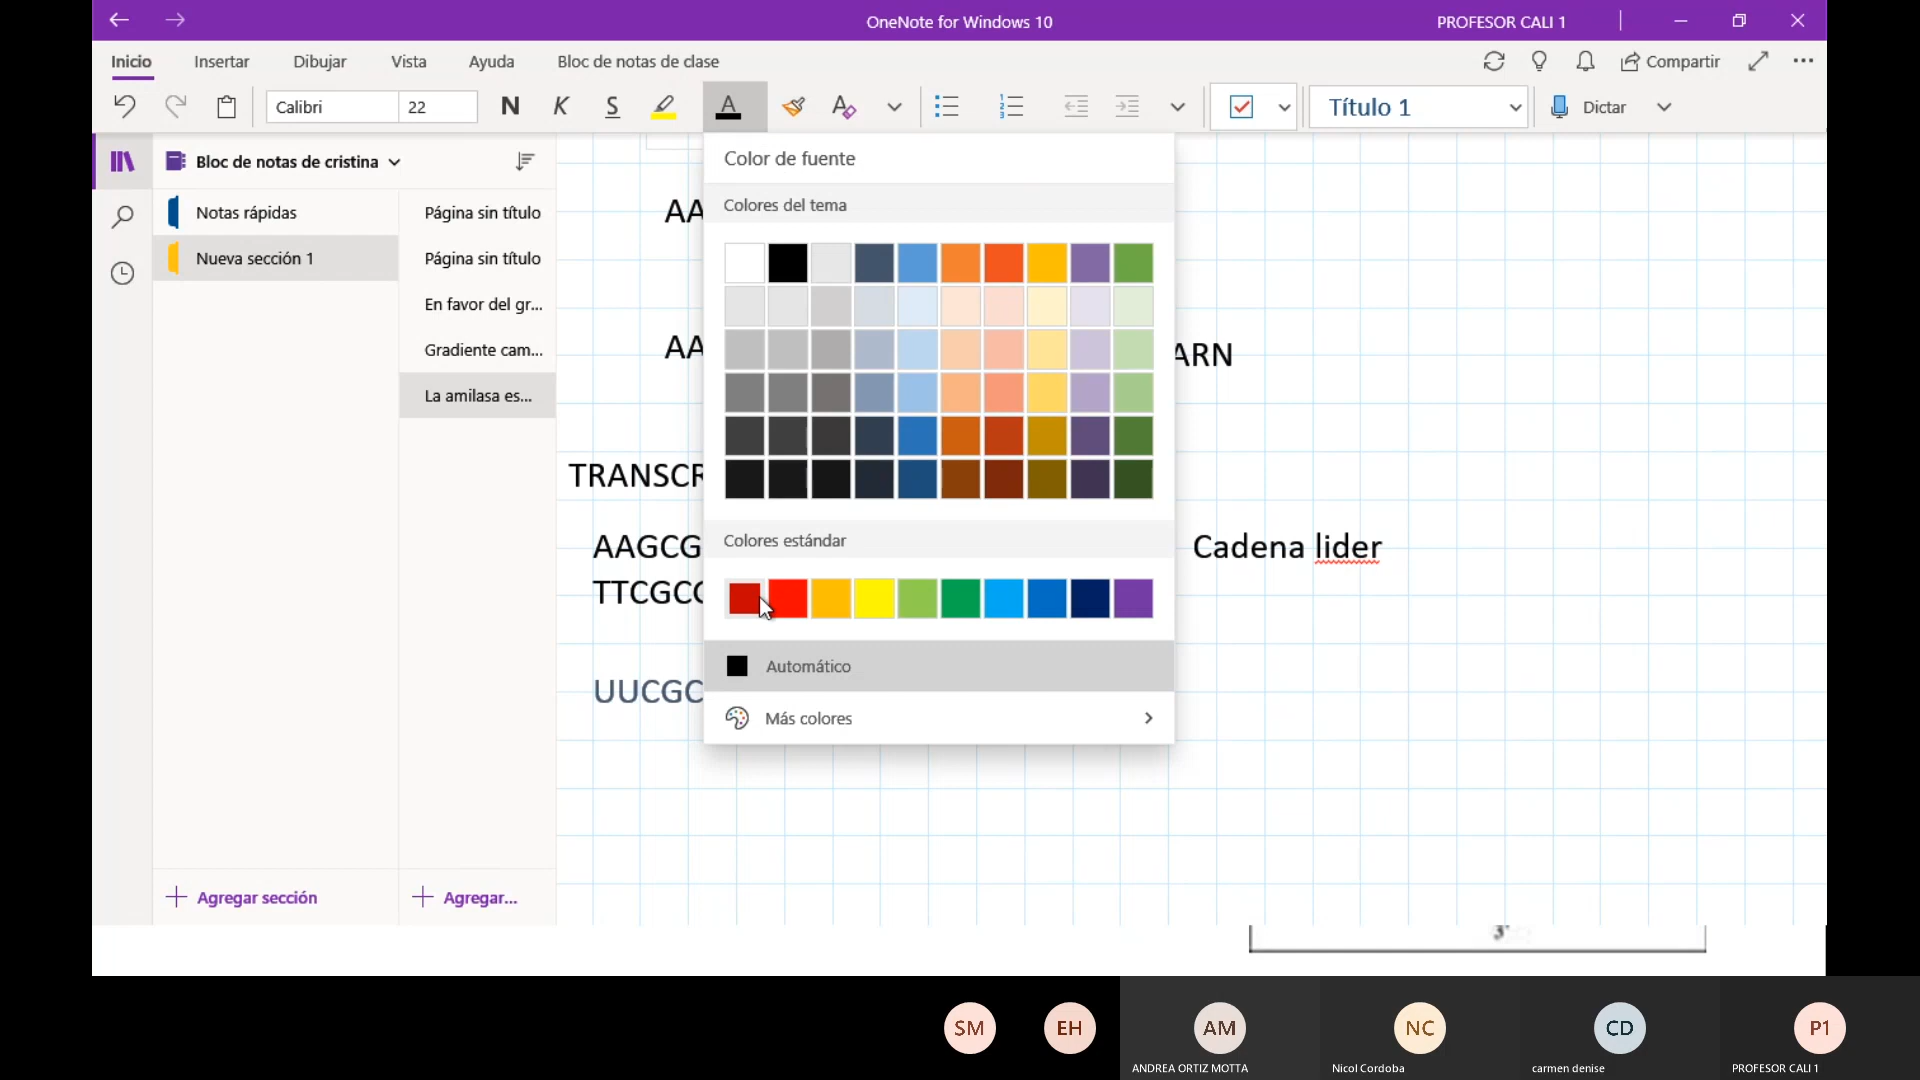 OneNote for Windows 10
PROFESOR CALI 1
Inicio
Insertar
Dibujar
Vista
Ayuda
Bloc de notas de clase
Compartir
Calibri
22
N
K
S
A
A
Título 1
Dictar
Bloc de notas de cristina
Notas rápidas
Nueva sección 1
Página sin título
Página sin título
En favor del gr...
Gradiente cam...
La amilasa es...
Agregar sección
Agregar...
Color de fuente
Colores del tema
Colores estándar
Automático
Más colores
AA
AA
ARN
TRANSCR
AAGCG
Cadena lider
TTCGCC
UUCGC
3'
SM
EH
AM
NC
CD
P1
ANDREA ORTIZ MOTTA
Nicol Cordoba
carmen denise
PROFESOR CALI 1